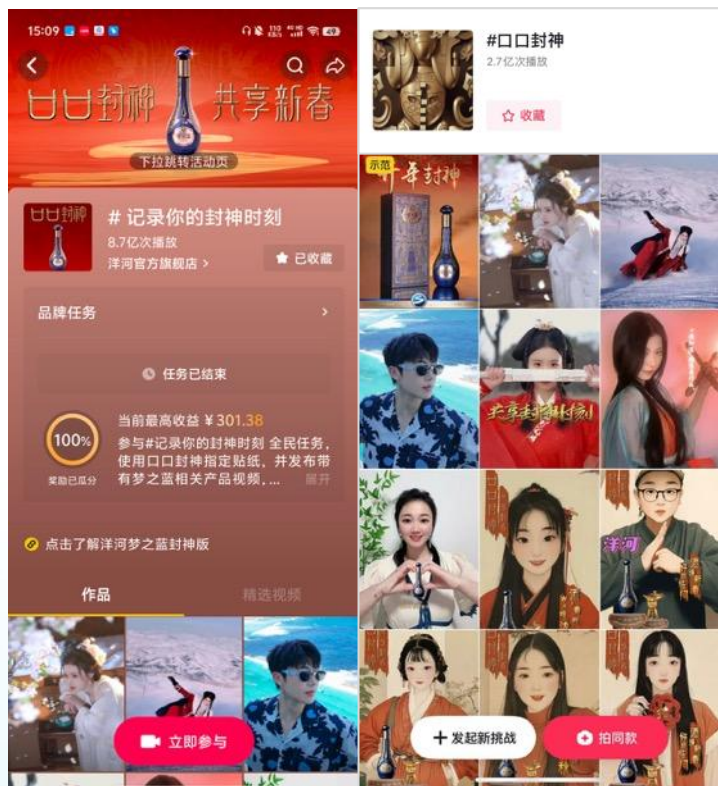 15:09
110
KB/S
49
口口封神 共享新春
下拉跳转活动页
口口封神
# 记录你的封神时刻
8.7亿次播放
洋河官方旗舰店 >
已收藏
品牌任务
任务已结束
100%
奖励已瓜分
当前最高收益 ¥301.38
参与#记录你的封神时刻 全民任务,
使用口口封神指定贴纸,并发布带
有梦之蓝相关产品视频,... 展开
点击了解洋河梦之蓝封神版
作品
精选视频
立即参与
#口口封神
2.7亿次播放
收藏
示范
开年封神
共享封神时刻
洋河
发起新挑战
拍同款